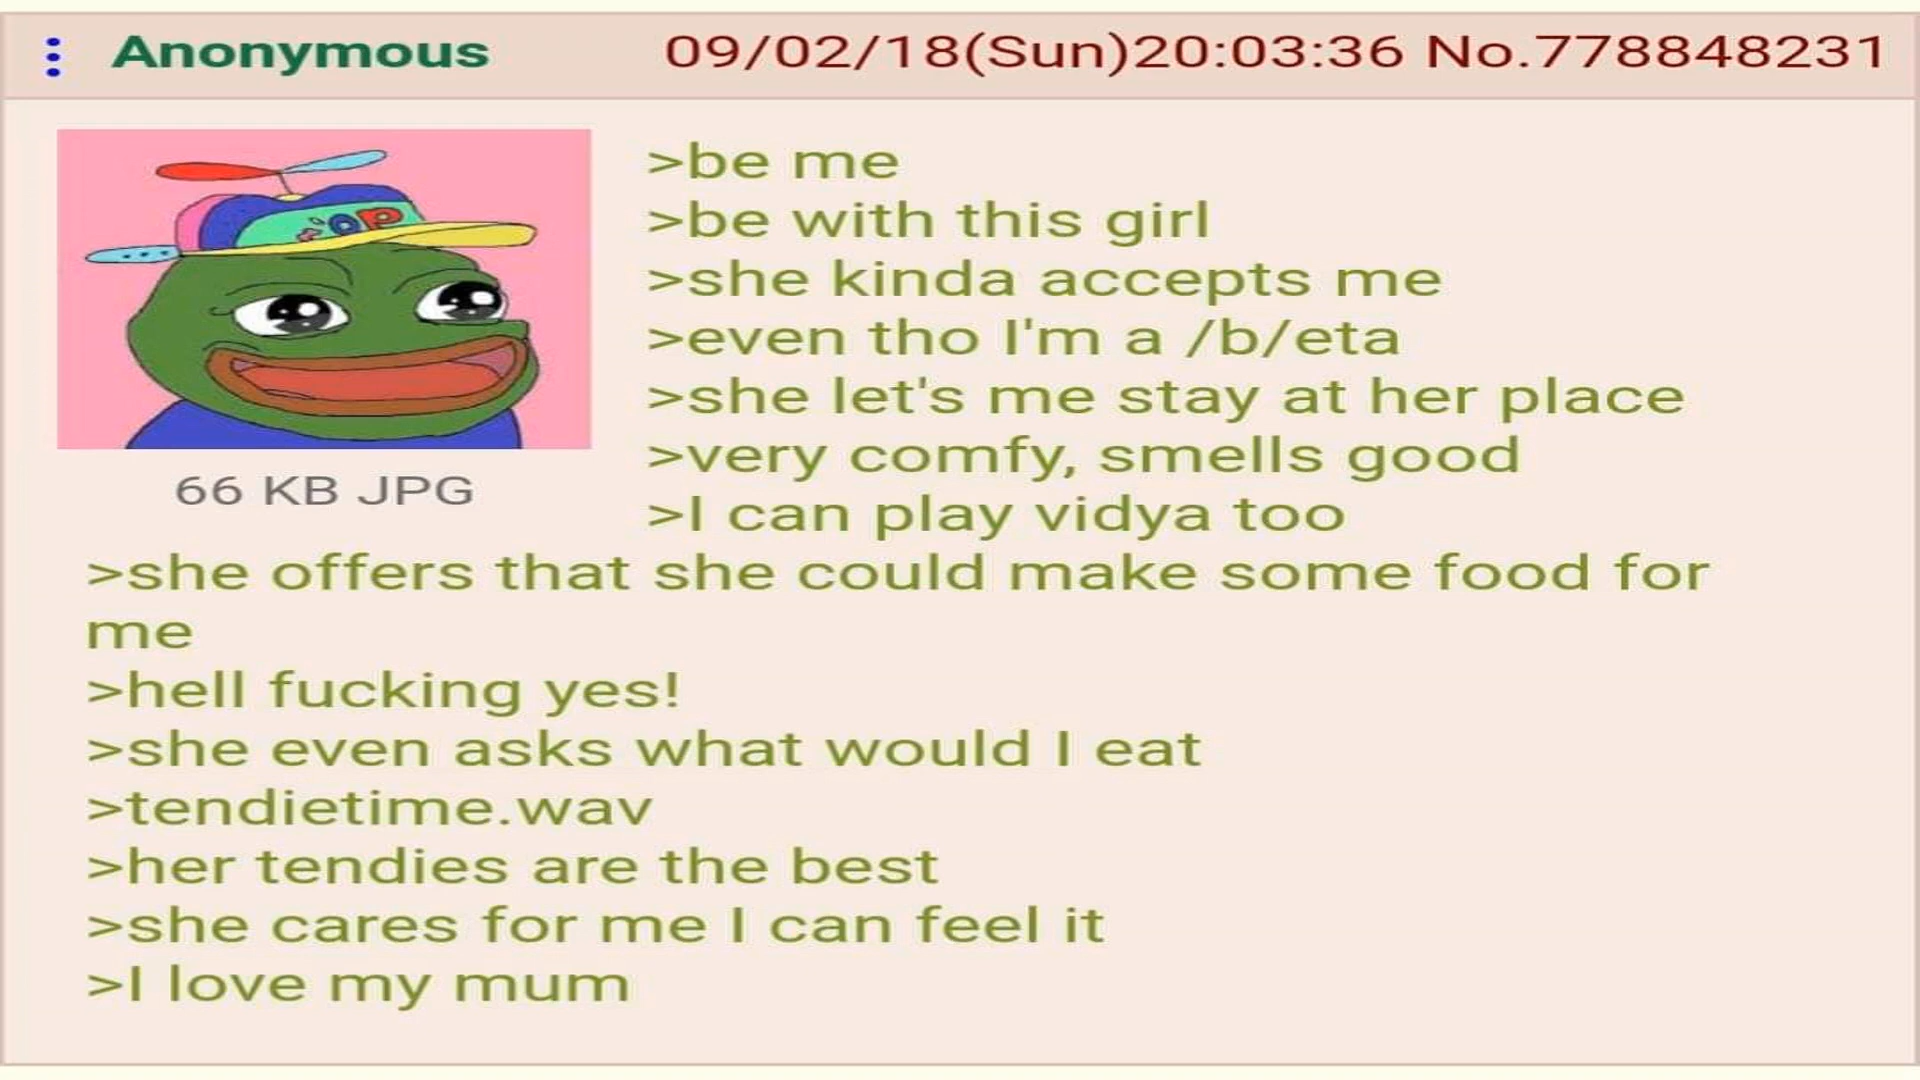 Anonymous 09/02/18(Sun)20:03:36 No.778848231
>be me
>be with this girl
>she kinda accepts me
>even tho I'm a /b/eta
>she let's me stay at her place
>very comfy, smells good
>I can play vidya too
66 KB JPG
>she offers that she could make some food for
me
>hell fucking yes!
>she even asks what would I eat
>tendietime.wav
>her tendies are the best
>she cares for me I can feel it
>I love my mum